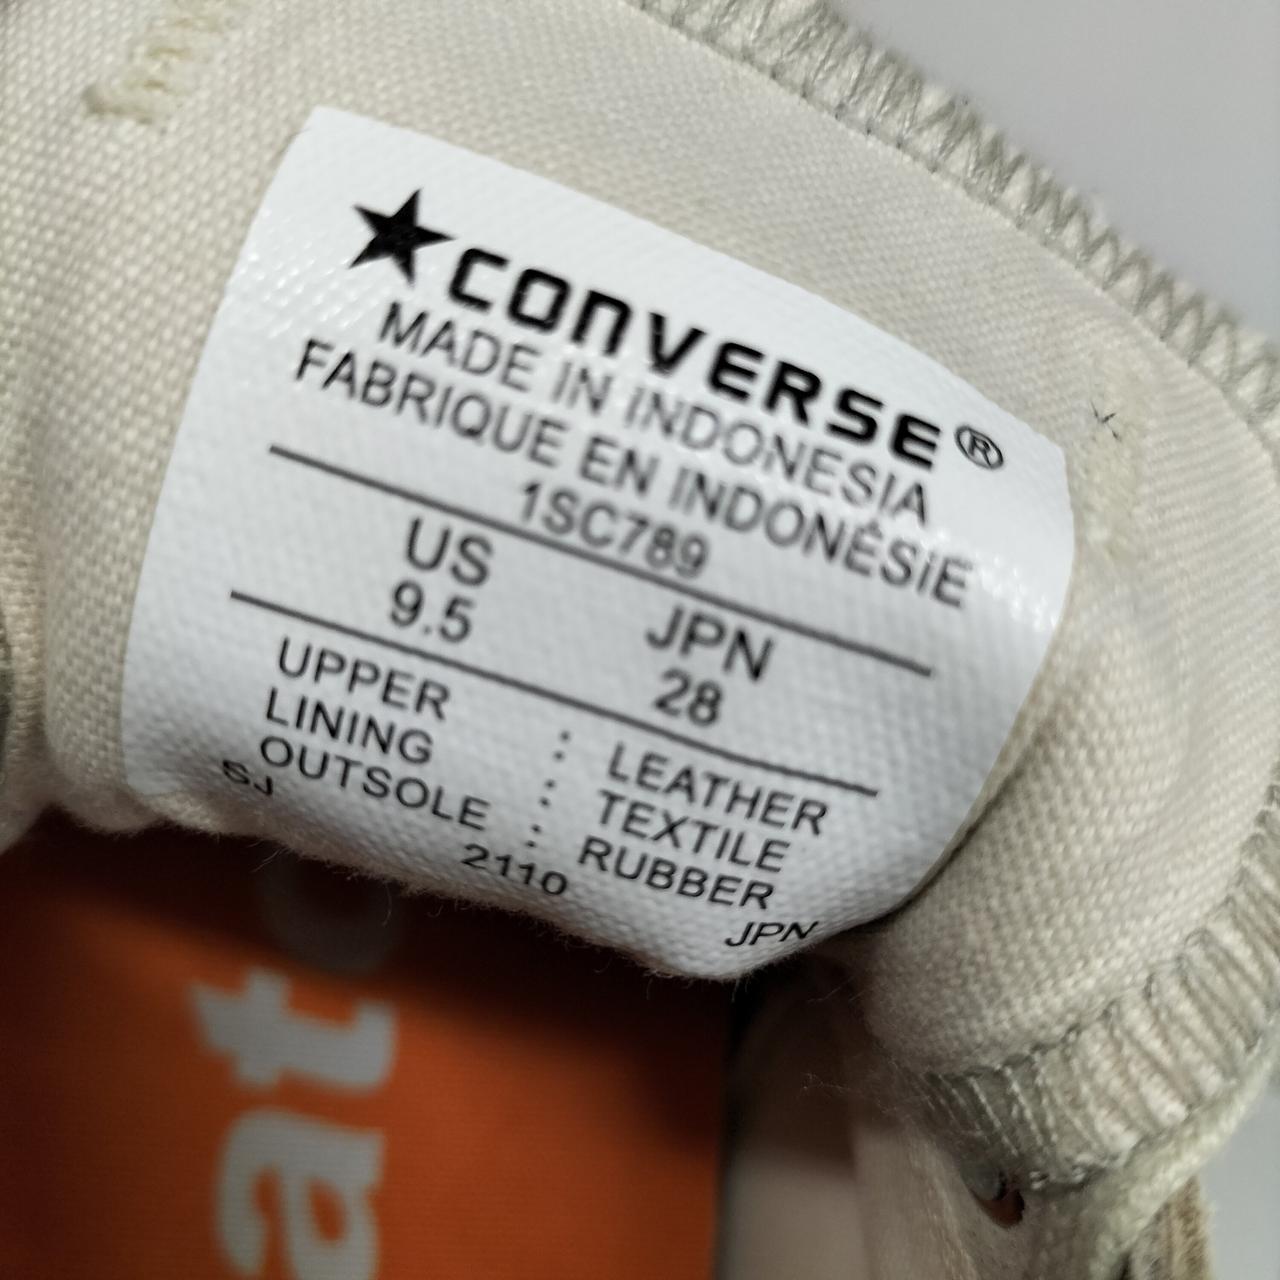 ★CONVERSE®
MADE IN INDONESIA
FABRIQUE EN INDONÉSIE
1SC789
US JPN
9.5 28
UPPER : LEATHER
LINING : TEXTILE
OUTSOLE : RUBBER
SJ 2110 JPN
at